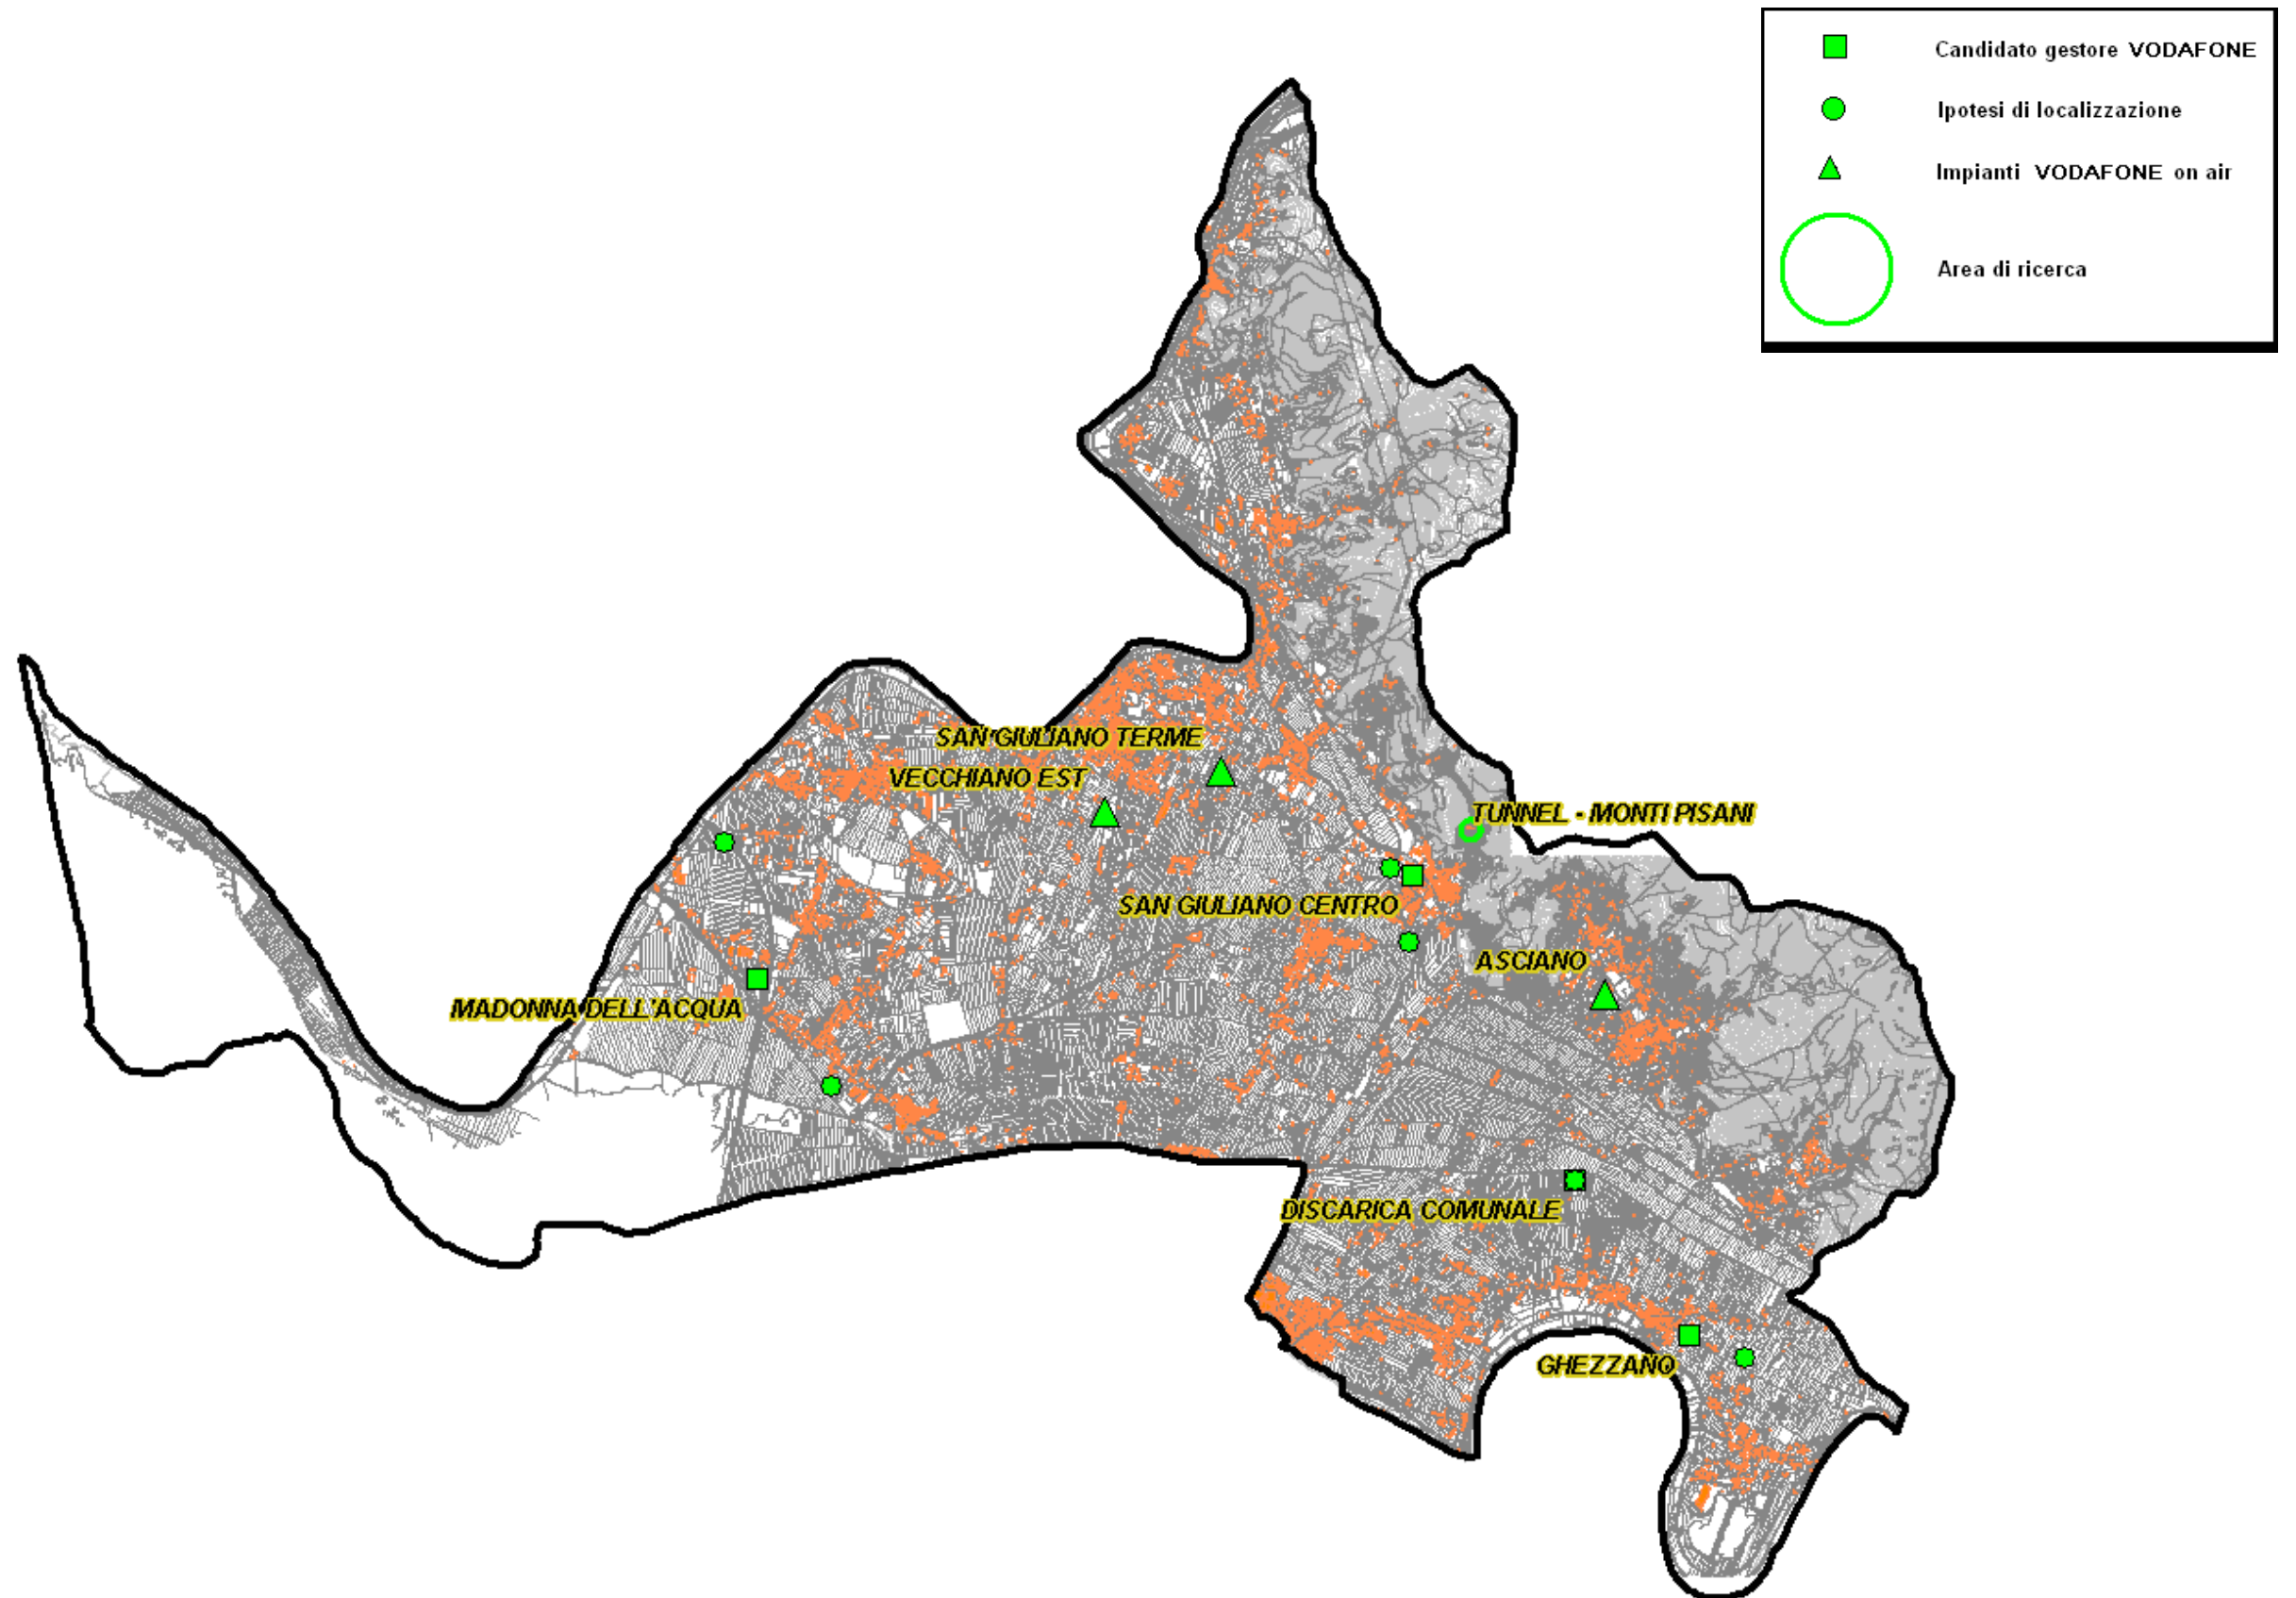 Candidato gestore VODAFONE
Ipotesi di localizzazione
Impianti VODAFONE on air
Area di ricerca
SAN GIULIANO TERME
VECCHIANO EST
TUNNEL - MONTI PISANI
SAN GIULIANO CENTRO
ASCIANO
MADONNA DELL'ACQUA
DISCARICA COMUNALE
GHEZZANO